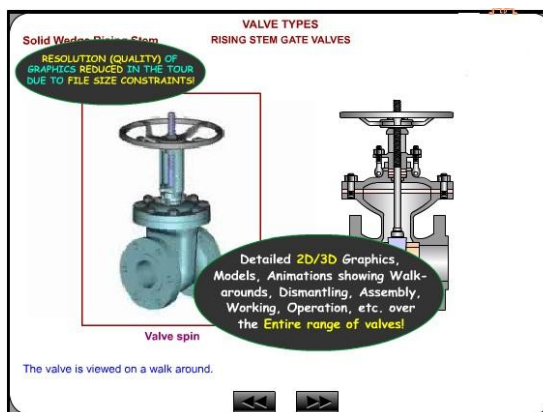 VALVE TYPES
Solid Wedge Rising Stem
RISING STEM GATE VALVES
RESOLUTION (QUALITY) OF
GRAPHICS REDUCED IN THE TOUR
DUE TO FILE SIZE CONSTRAINTS!
Detailed 2D/3D Graphics,
Models, Animations showing Walk-
arounds, Dismantling, Assembly,
Working, Operation, etc. over
the Entire range of valves!
Valve spin
The valve is viewed on a walk around.